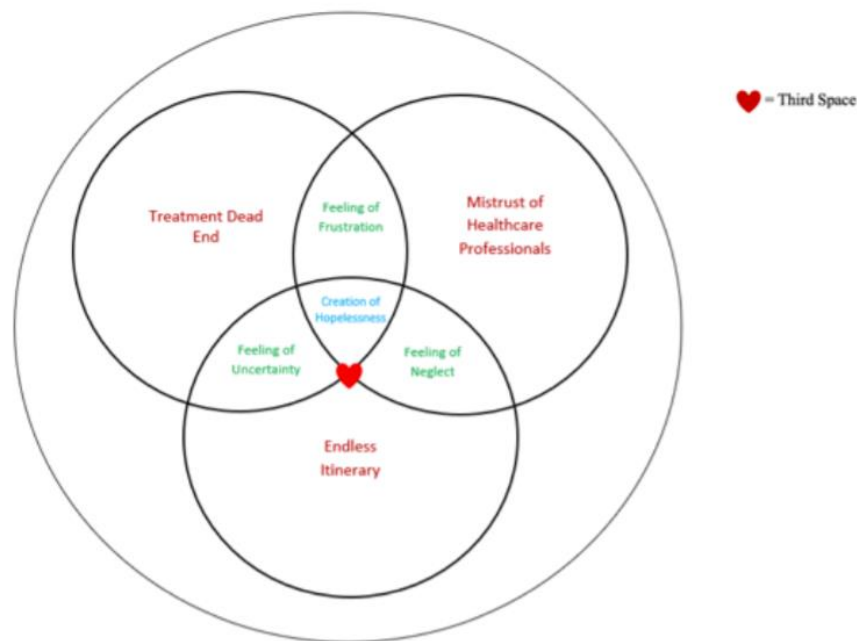 = Third Space
Treatment Dead
End
Feeling of
Frustration
Mistrust of
Healthcare
Professionals
Creation of
Hopelessness
Feeling of
Uncertainty
Feeling of
Neglect
Endless
Itinerary